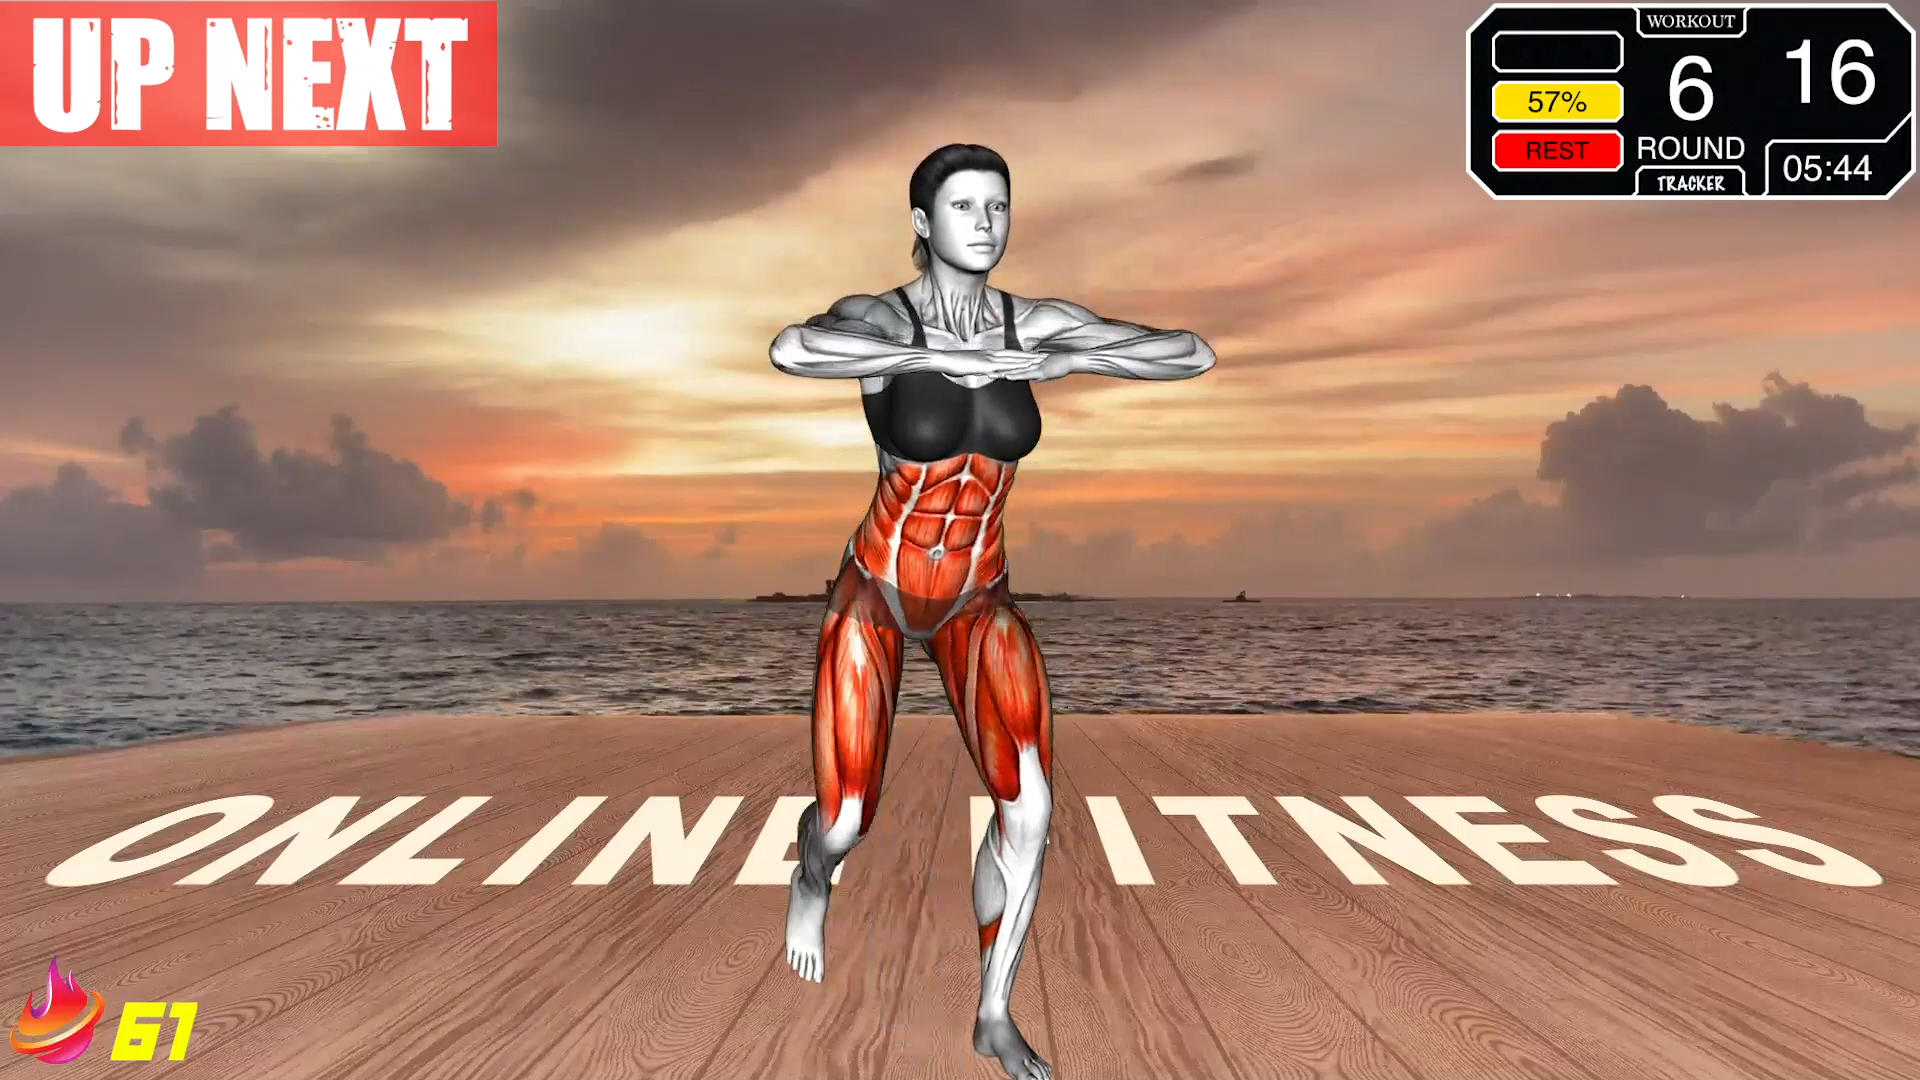 UP NEXT
WORKOUT
57%
6
16
REST
ROUND
05:44
TRACKER
ONLINE FITNESS
61